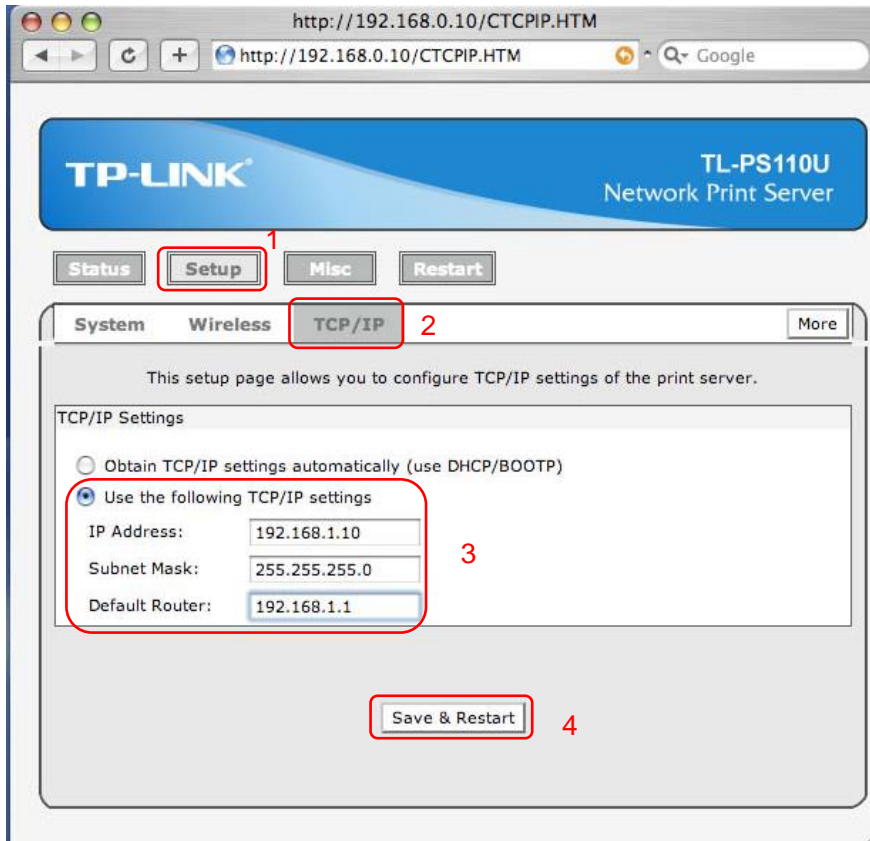 http://192.168.0.10/CTCPIP.HTM
http://192.168.0.10/CTCPIP.HTM Google
TP-LINK
TL-PS110U
Network Print Server
1
Status Setup Misc Restart
System Wireless TCP/IP 2 More
This setup page allows you to configure TCP/IP settings of the print server.
TCP/IP Settings
Obtain TCP/IP settings automatically (use DHCP/BOOTP)
Use the following TCP/IP settings
IP Address: 192.168.1.10
3
Subnet Mask: 255.255.255.0
Default Router: 192.168.1.1
Save & Restart 4